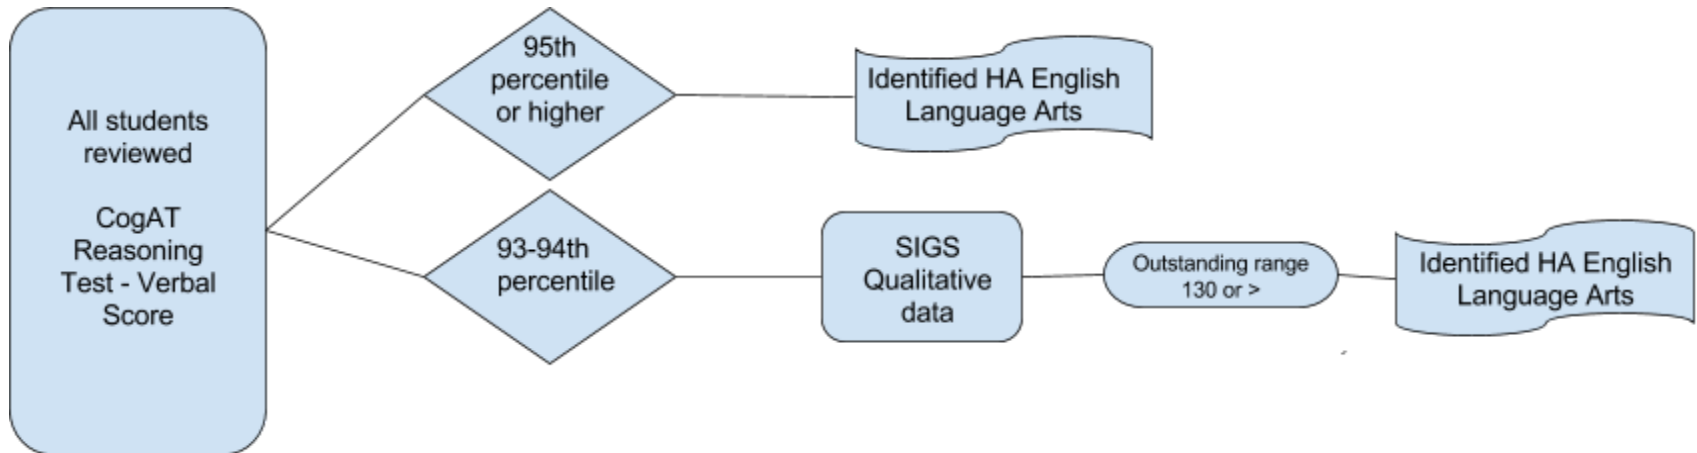 All students
reviewed
CogAT
Reasoning
Test - Verbal
Score
95th
percentile
or higher
Identified HA English
Language Arts
93-94th
percentile
SIGS
Qualitative
data
Outstanding range
130 or >
Identified HA English
Language Arts